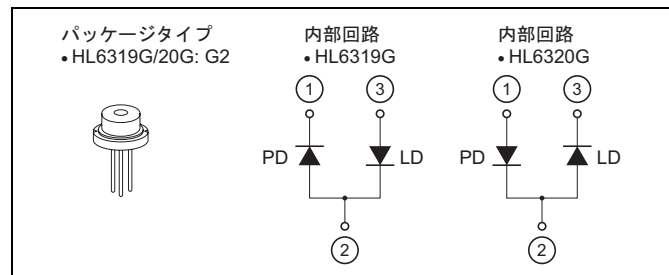 パッケージタイプ
• HL6319G/20G: G2
内部回路
• HL6319G
1
3
PD
LD
2
内部回路
• HL6320G
1
3
PD
LD
2